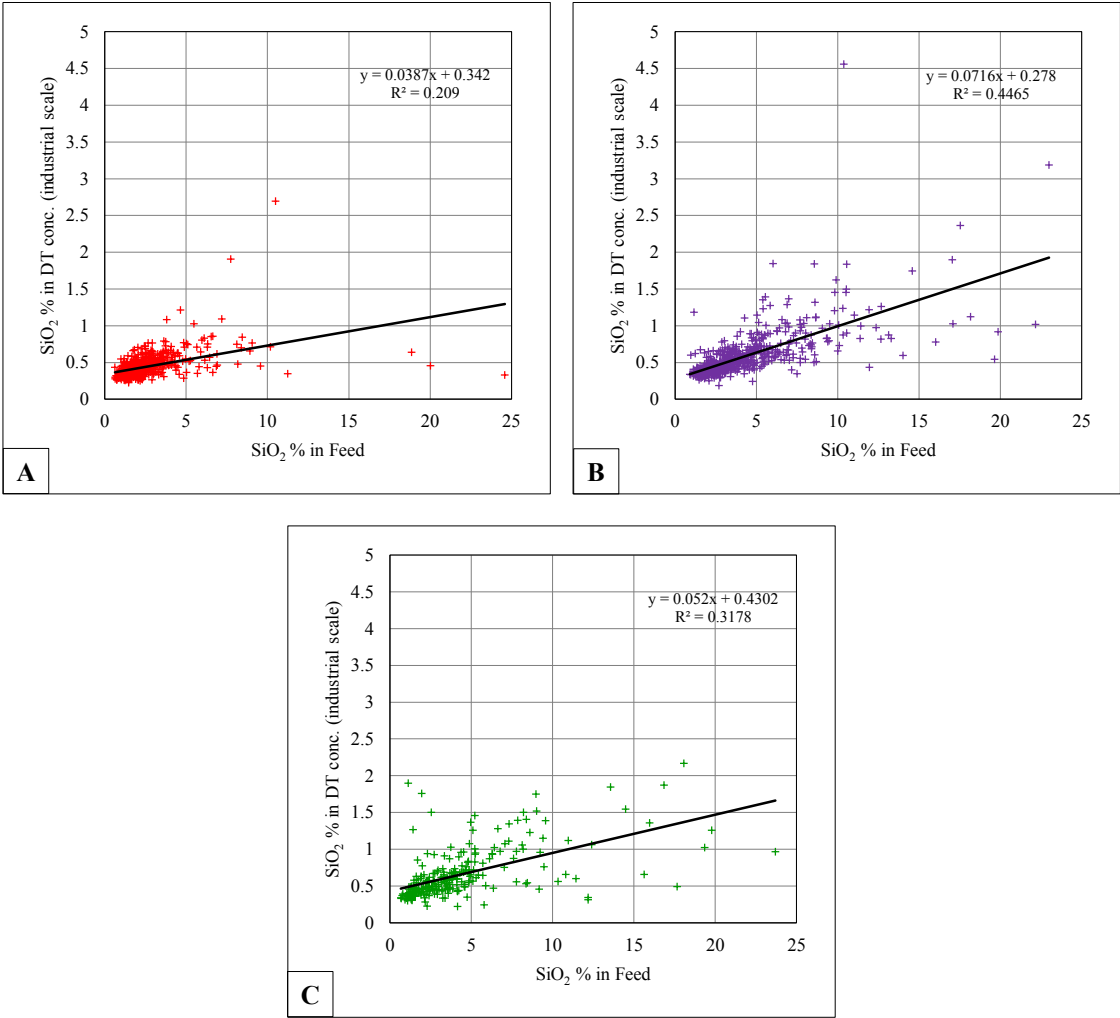 5
4.5
4
3.5
3
2.5
2
1.5
1
0.5
0
SiO₂ % in DT conc. (industrial scale)
y = 0.0387x + 0.342
R² = 0.209
0 5 10 15 20 25
SiO₂ % in Feed
A
5
4.5
4
3.5
3
2.5
2
1.5
1
0.5
0
SiO₂ % in DT conc. (industrial scale)
y = 0.0716x + 0.278
R² = 0.4465
0 5 10 15 20 25
SiO₂ % in Feed
B
5
4.5
4
3.5
3
2.5
2
1.5
1
0.5
0
SiO₂ % in DT conc. (industrial scale)
y = 0.052x + 0.4302
R² = 0.3178
0 5 10 15 20 25
SiO₂ % in Feed
C